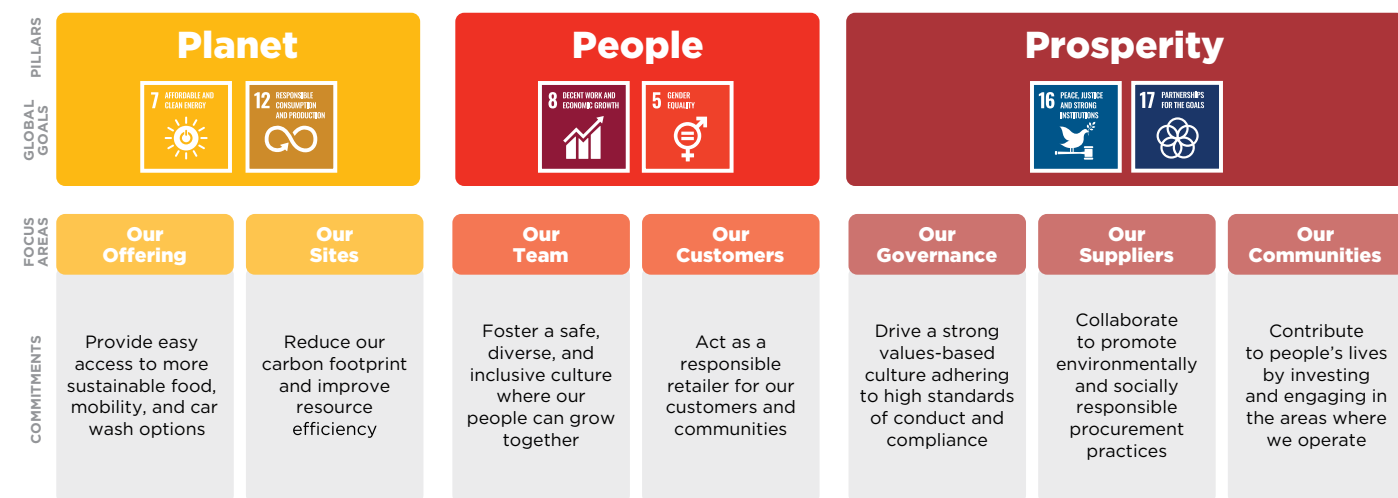 PILLARS
Planet
People
Prosperity
GLOBAL
GOALS
7 AFFORDABLE AND
CLEAN ENERGY
12 RESPONSIBLE
CONSUMPTION
AND PRODUCTION
8 DECENT WORK AND
ECONOMIC GROWTH
5 GENDER
EQUALITY
16 PEACE, JUSTICE
AND STRONG
INSTITUTIONS
17 PARTNERSHIPS
FOR THE GOALS
FOCUS
AREAS
Our
Offering
Our
Sites
Our
Team
Our
Customers
Our
Governance
Our
Suppliers
Our
Communities
COMMITMENTS
Provide easy
access to more
sustainable food,
mobility, and car
wash options
Reduce our
carbon footprint
and improve
resource
efficiency
Foster a safe,
diverse, and
inclusive culture
where our
people can grow
together
Act as a
responsible
retailer for our
customers and
communities
Drive a strong
values-based
culture adhering
to high standards
of conduct and
compliance
Collaborate
to promote
environmentally
and socially
responsible
procurement
practices
Contribute
to people’s lives
by investing
and engaging in
the areas where
we operate